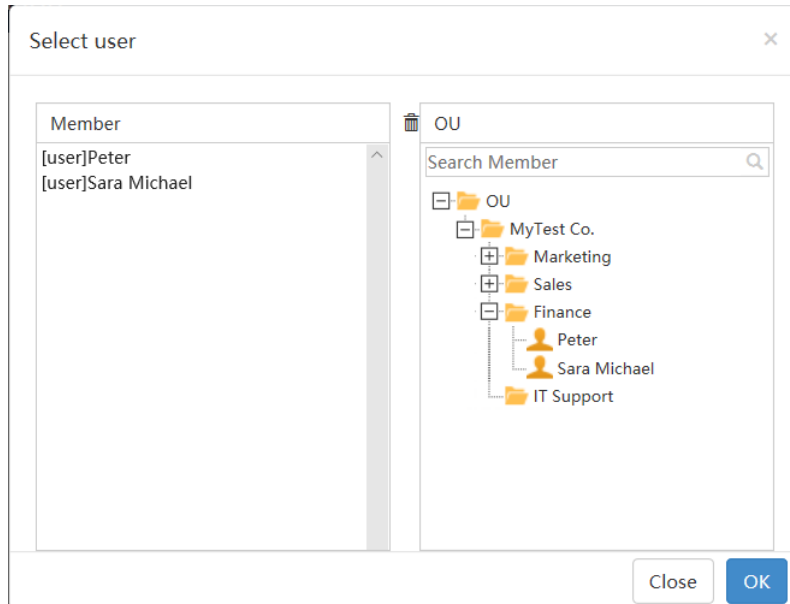 Select user
Member
[user]Peter
[user]Sara Michael
OU
Search Member
OU
MyTest Co.
Marketing
Sales
Finance
Peter
Sara Michael
IT Support
Close
OK